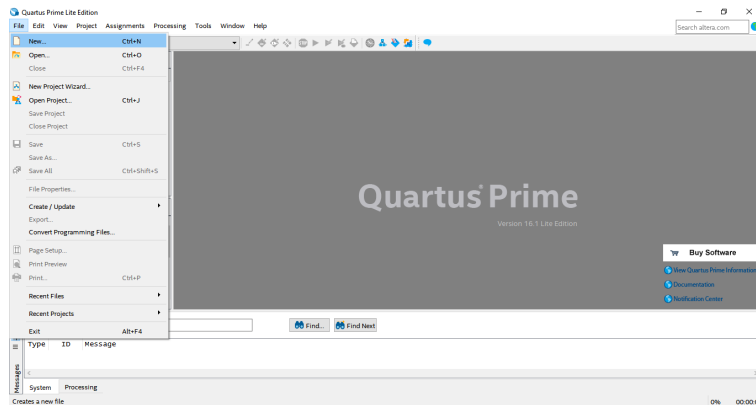 Quartus Prime Lite Edition
File Edit View Project Assignments Processing Tools Window Help
Search altera.com
New... Ctrl+N
Open... Ctrl+O
Close Ctrl+F4
New Project Wizard...
Open Project... Ctrl+J
Save Project
Close Project
Save Ctrl+S
Save As...
Save All Ctrl+Shift+S
File Properties...
Create / Update
Export...
Convert Programming Files...
Page Setup...
Print Preview
Print... Ctrl+P
Recent Files
Recent Projects
Exit Alt+F4
Quartus Prime
Version 16.1 Lite Edition
Buy Software
View Quartus Prime Information
Documentation
Notification Center
Find... Find Next
Type ID Message
Messages
System Processing
Creates a new file
0% 00:00: